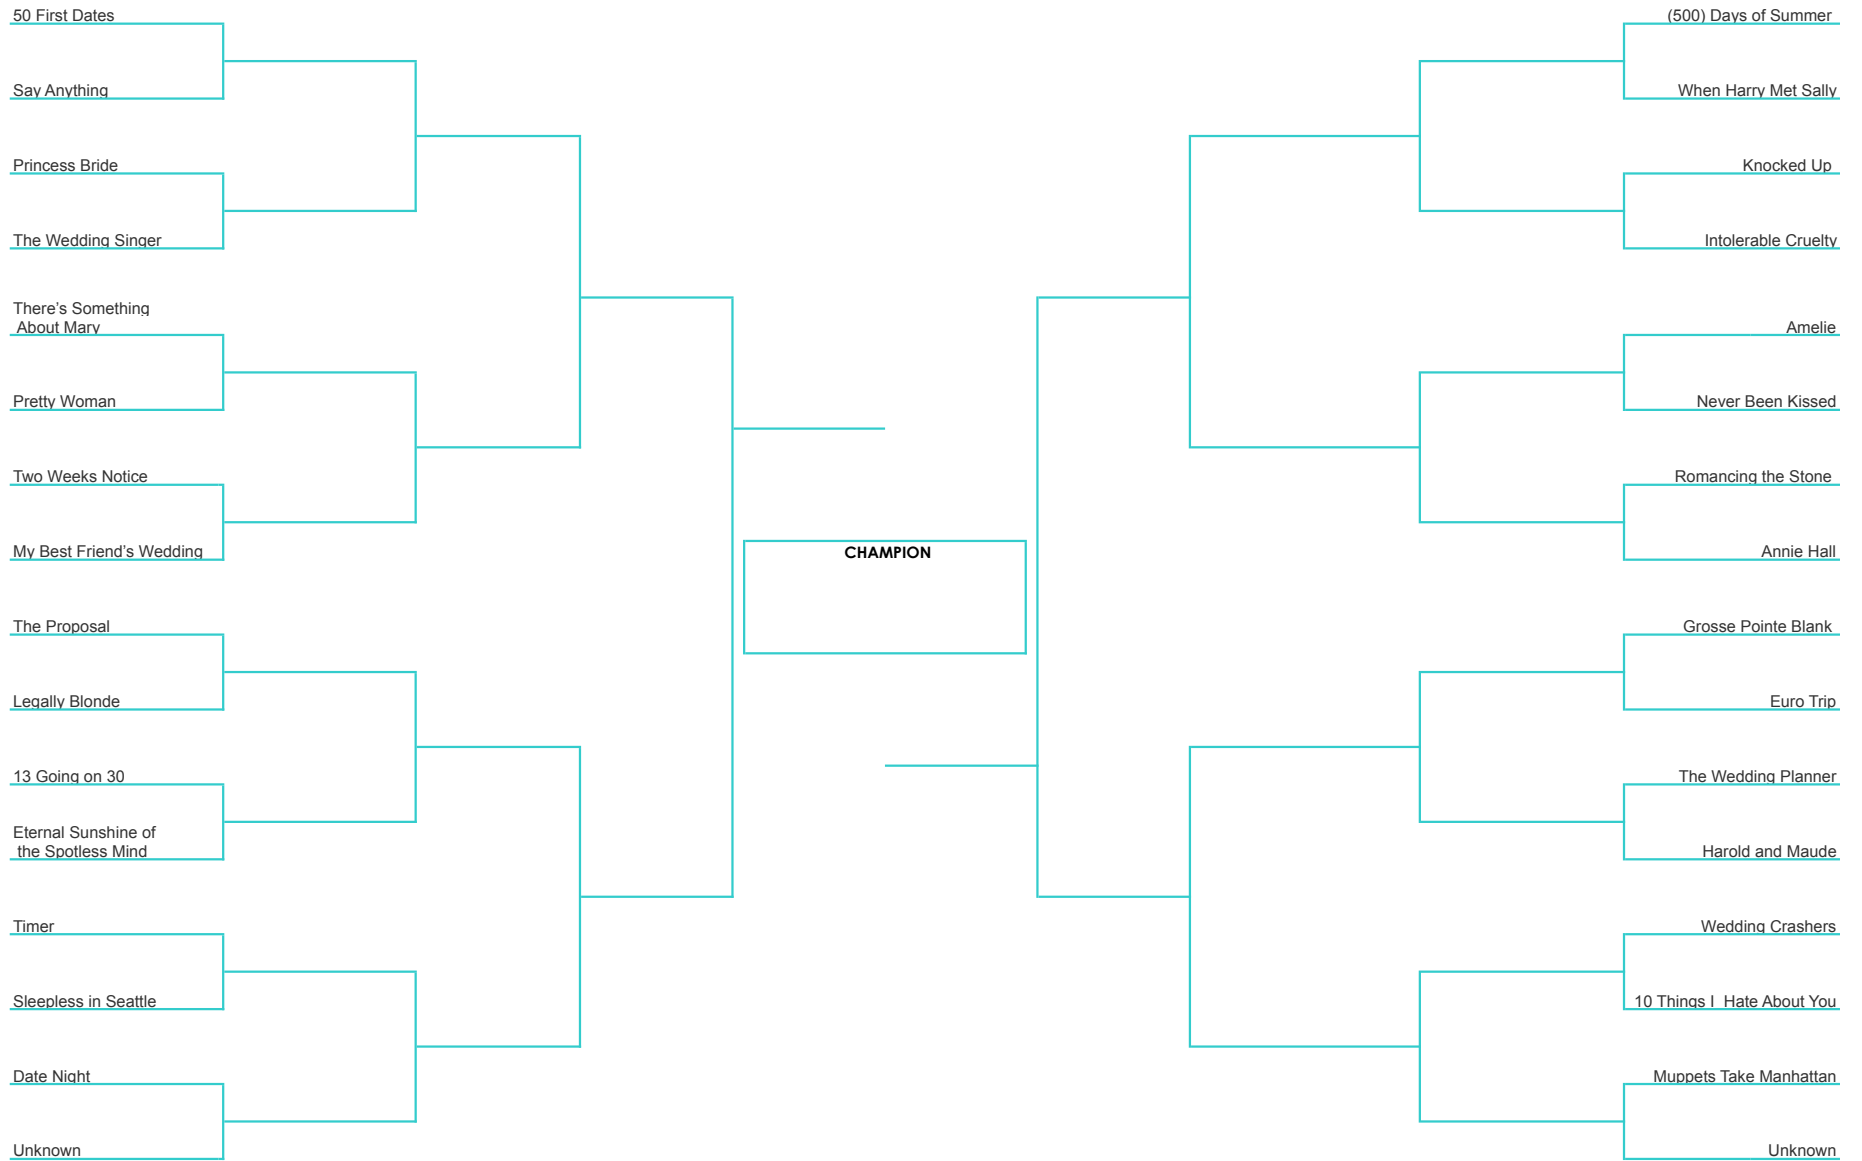 50 First Dates
Say Anything
Princess Bride
The Wedding Singer
There's Something
About Mary
Pretty Woman
Two Weeks Notice
My Best Friend's Wedding
The Proposal
Legally Blonde
13 Going on 30
Eternal Sunshine of
the Spotless Mind
Timer
Sleepless in Seattle
Date Night
Unknown
CHAMPION
(500) Days of Summer
When Harry Met Sally
Knocked Up
Intolerable Cruelty
Amelie
Never Been Kissed
Romancing the Stone
Annie Hall
Grosse Pointe Blank
Euro Trip
The Wedding Planner
Harold and Maude
Wedding Crashers
10 Things I  Hate About You
Muppets Take Manhattan
Unknown